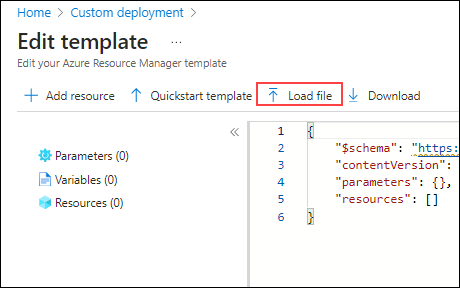 Home > Custom deployment >
Edit template ...
Edit your Azure Resource Manager template
+ Add resource ↑ Quickstart template ↑ Load file ↓ Download
«
Parameters (0)
Variables (0)
Resources (0)
1 {
2 "$schema": "https:
3 "contentVersion":
4 "parameters": {},
5 "resources": []
6 }